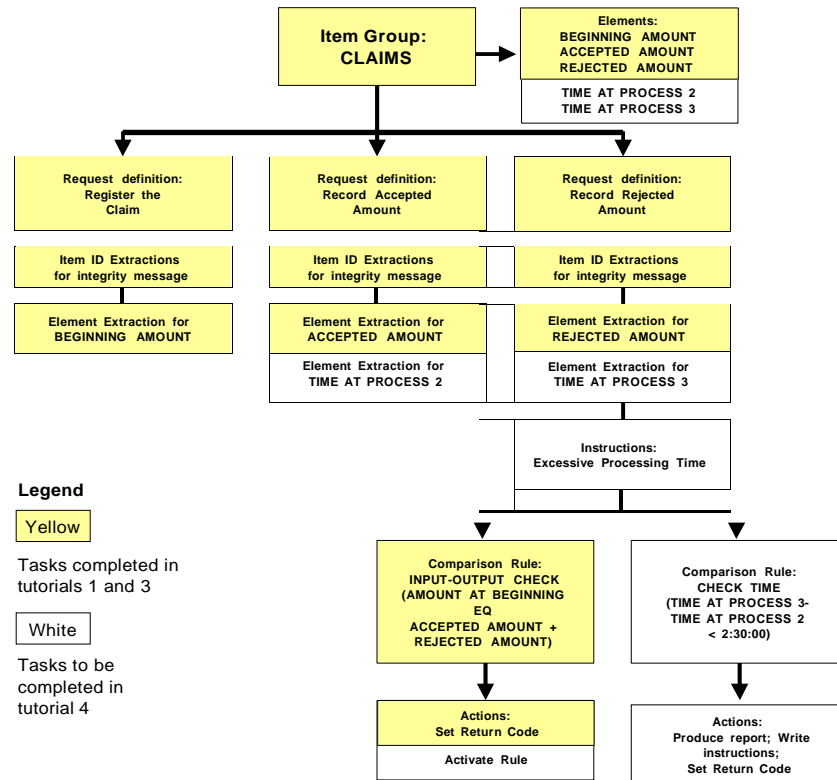 Item Group:
CLAIMS
Elements:
BEGINNING AMOUNT
ACCEPTED AMOUNT
REJECTED AMOUNT
TIME AT PROCESS 2
TIME AT PROCESS 3
Request definition:
Register the
Claim
Request definition:
Record Accepted
Amount
Request definition:
Record Rejected
Amount
Item ID Extractions
for integrity message
Item ID Extractions
for integrity message
Item ID Extractions
for integrity message
Element Extraction for
BEGINNING AMOUNT
Element Extraction for
ACCEPTED AMOUNT
Element Extraction for
REJECTED AMOUNT
Element Extraction for
TIME AT PROCESS 2
Element Extraction for
TIME AT PROCESS 3
Instructions:
Excessive Processing Time
Legend
Yellow
Tasks completed in
tutorials 1 and 3
White
Tasks to be
completed in
tutorial 4
Comparison Rule:
INPUT-OUTPUT CHECK
(AMOUNT AT BEGINNING
EQ
ACCEPTED AMOUNT +
REJECTED AMOUNT)
Comparison Rule:
CHECK TIME
(TIME AT PROCESS 3-
TIME AT PROCESS 2
< 2:30:00)
Actions:
Set Return Code
Activate Rule
Actions:
Produce report; Write
instructions;
Set Return Code